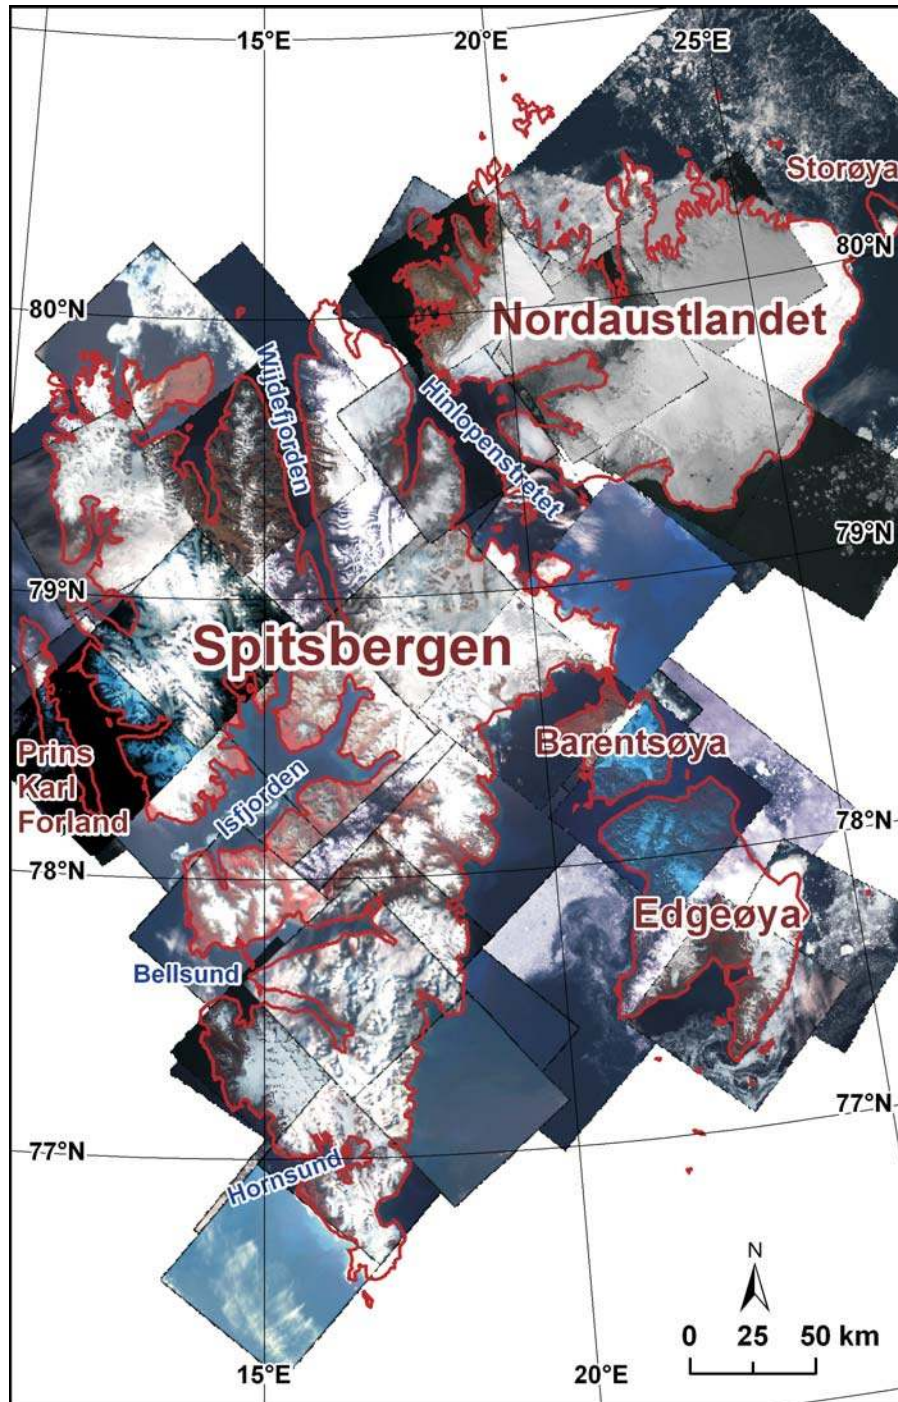 15°E
20°E
25°E
Storøya
80°N
80°N
Nordaustlandet
Wijdefjorden
Hinlopenstretet
79°N
79°N
Spitsbergen
Barentsøya
Prins
Karl
Forland
Isfjorden
78°N
78°N
Edgeøya
Bellsund
77°N
77°N
Hornsund
N
0 25 50 km
15°E
20°E